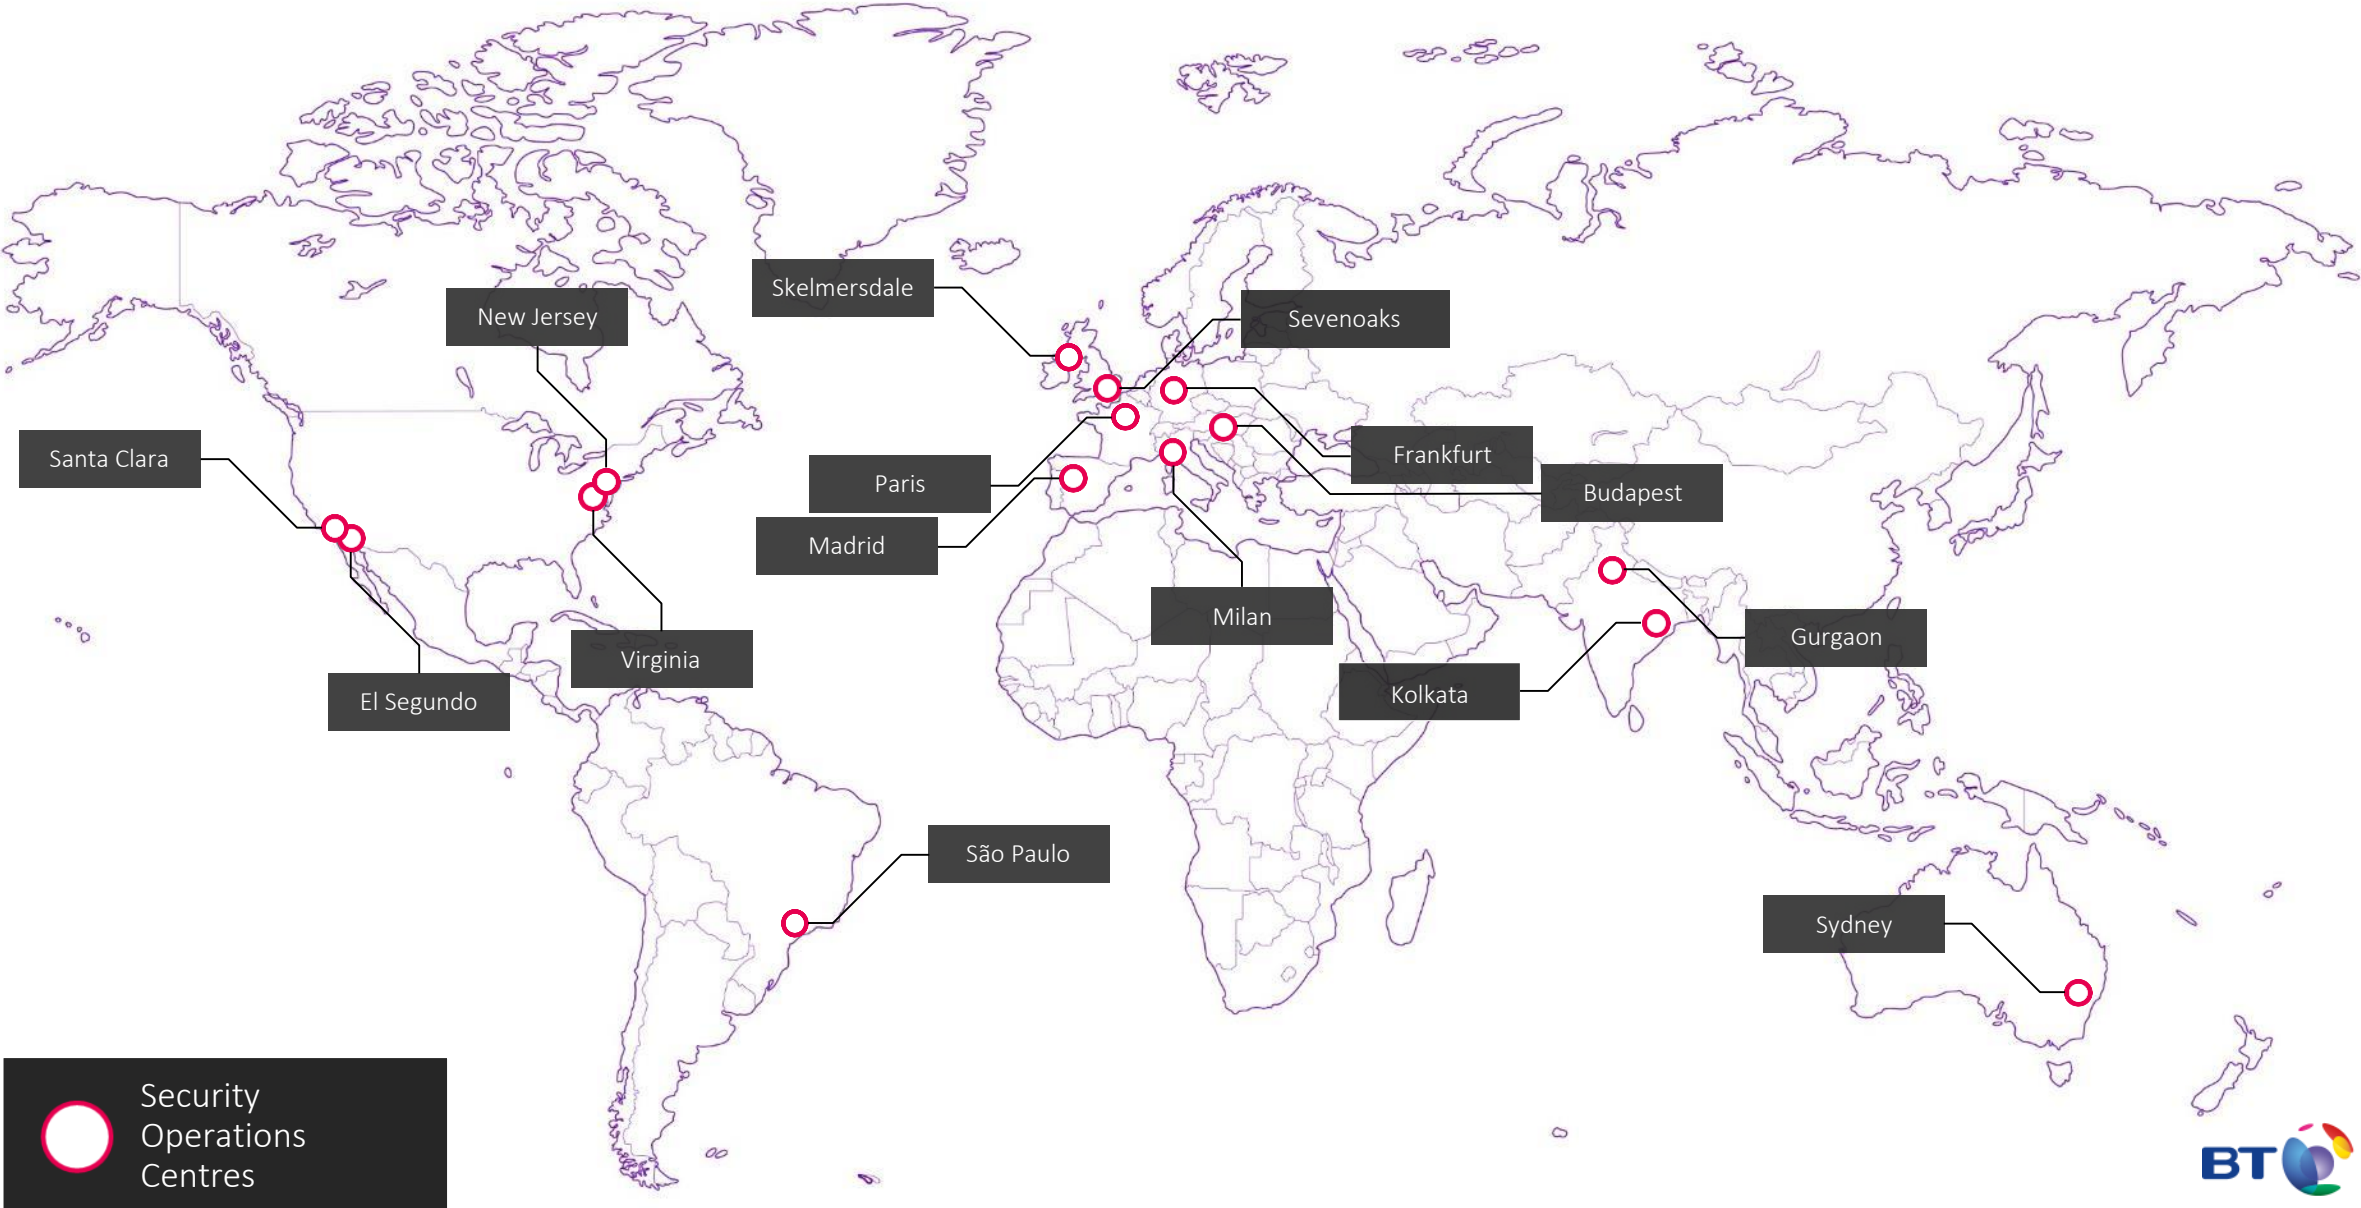 Skelmersdale
New Jersey
Sevenoaks
Santa Clara
Frankfurt
Paris
Budapest
Madrid
Milan
Gurgaon
Virginia
Kolkata
El Segundo
São Paulo
Sydney
Security
Operations
Centres
BT